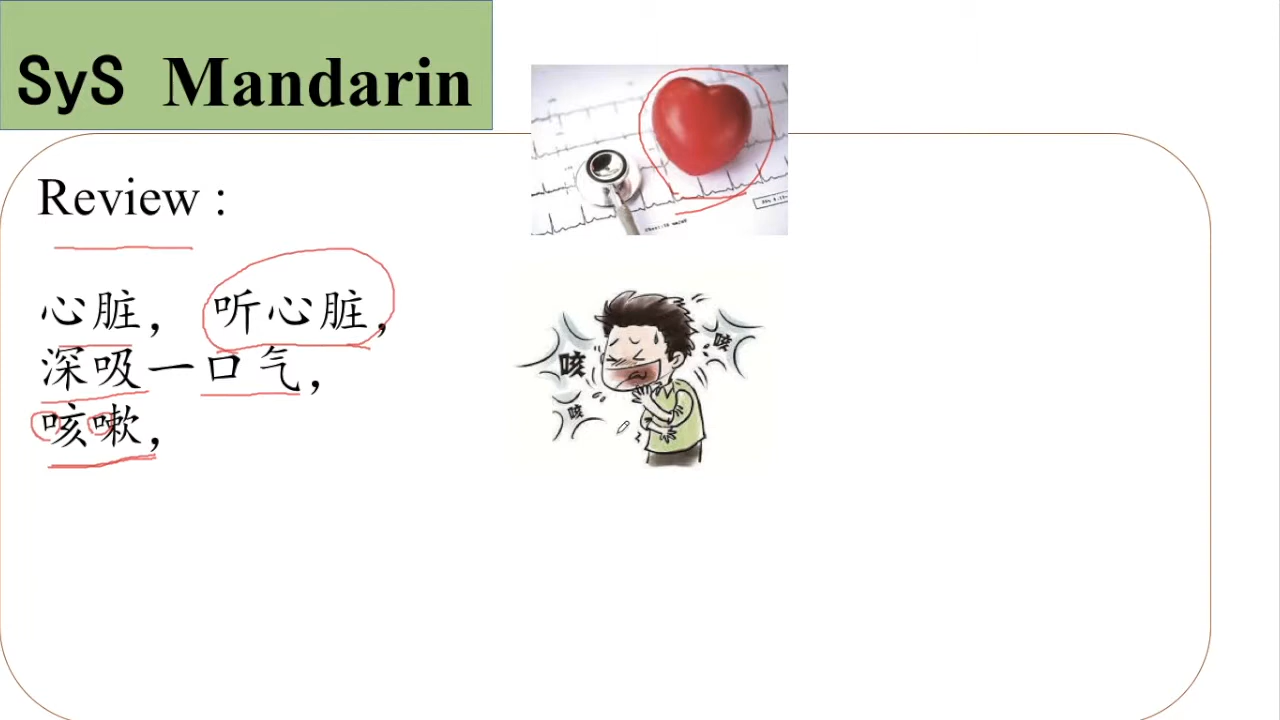 SyS Mandarin
Review :
心脏， 听心脏，
深吸一口气，
咳嗽，
咳
咳
咳